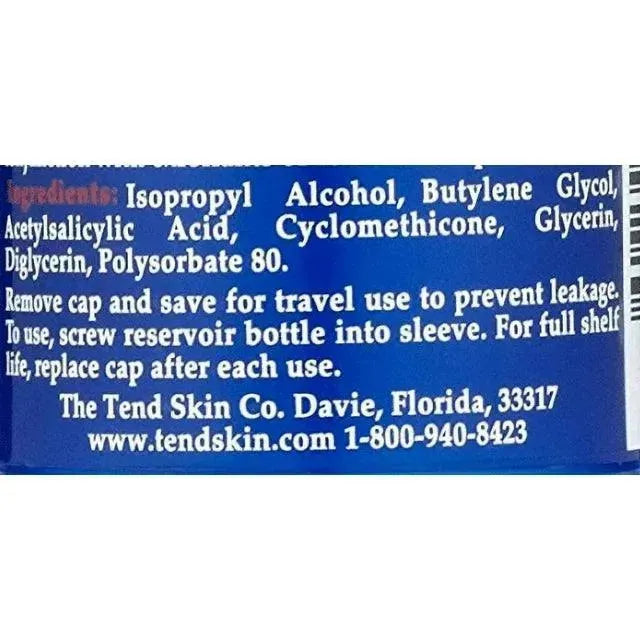 Ingredients: Isopropyl Alcohol, Butylene Glycol,
Acetylsalicylic Acid, Cyclomethicone, Glycerin,
Diglycerin, Polysorbate 80.
Remove cap and save for travel use to prevent leakage.
To use, screw reservoir bottle into sleeve. For full shelf
life, replace cap after each use.
The Tend Skin Co. Davie, Florida, 33317
www.tendskin.com 1-800-940-8423